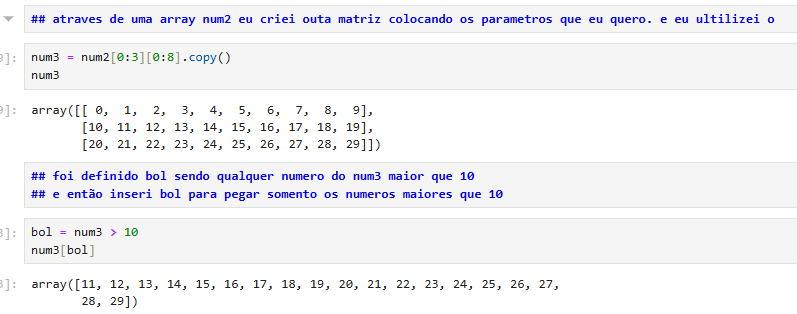 ## atraves de uma array num2 eu criei outa matriz colocando os parametros que eu quero. e eu ultilizei o
]:
num3 = num2[0:3][0:8].copy()
num3
]:
array([[ 0,  1,  2,  3,  4,  5,  6,  7,  8,  9],
       [10, 11, 12, 13, 14, 15, 16, 17, 18, 19],
       [20, 21, 22, 23, 24, 25, 26, 27, 28, 29]])
## foi definido bol sendo qualquer numero do num3 maior que 10
## e então inseri bol para pegar somento os numeros maiores que 10
]:
bol = num3 > 10
num3[bol]
]:
array([11, 12, 13, 14, 15, 16, 17, 18, 19, 20, 21, 22, 23, 24, 25, 26, 27,
       28, 29])